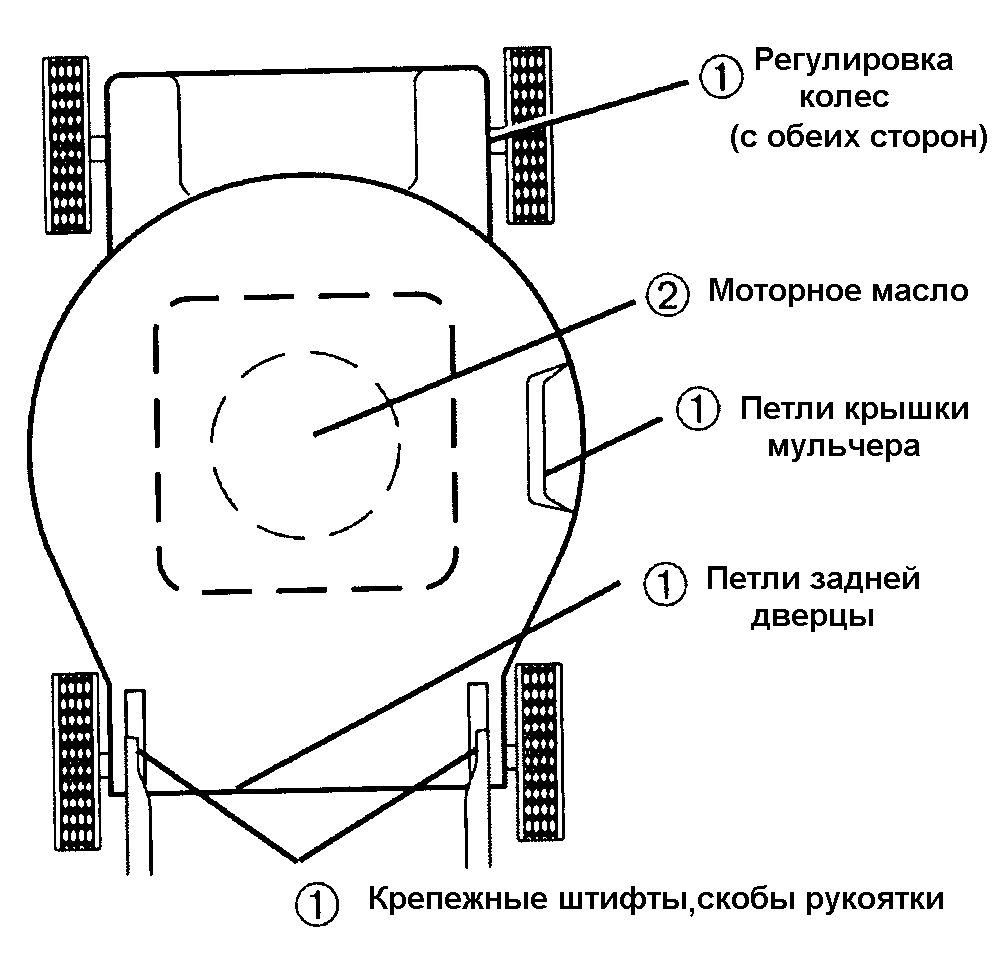 ① Регулировка
колес
(с обеих сторон)
② Моторное масло
① Петли крышки
мульчера
① Петли задней
дверцы
① Крепежные штифты,скобы рукоятки